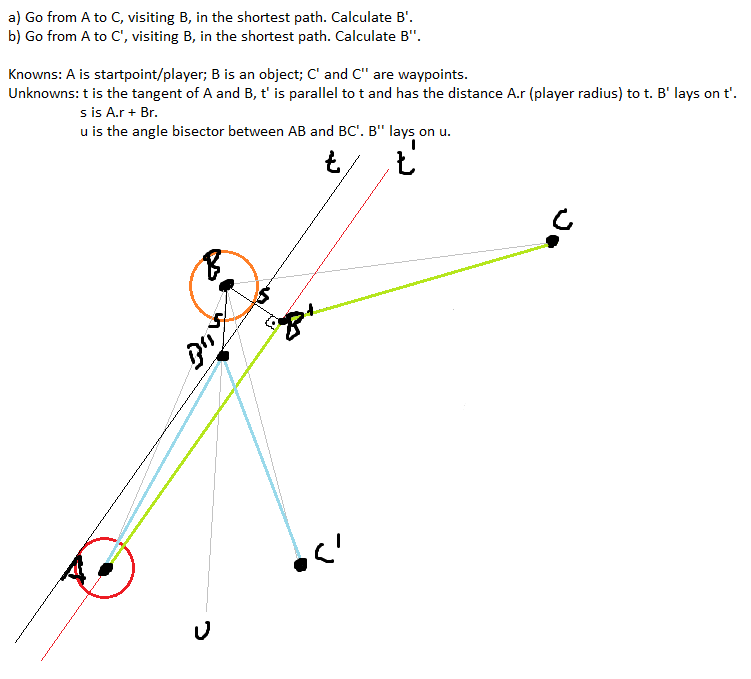 a) Go from A to C, visiting B, in the shortest path. Calculate B'.
b) Go from A to C', visiting B, in the shortest path. Calculate B".
Knowns: A is startpoint/player; B is an object; C' and C" are waypoints.
Unknowns: t is the tangent of A and B, t' is parallel to t and has the distance A.r (player radius) to t. B' lays on t'.
s is A.r + Br.
u is the angle bisector between AB and BC'. B" lays on u.
t t'
C
B
s
s B'
B"
A C'
U